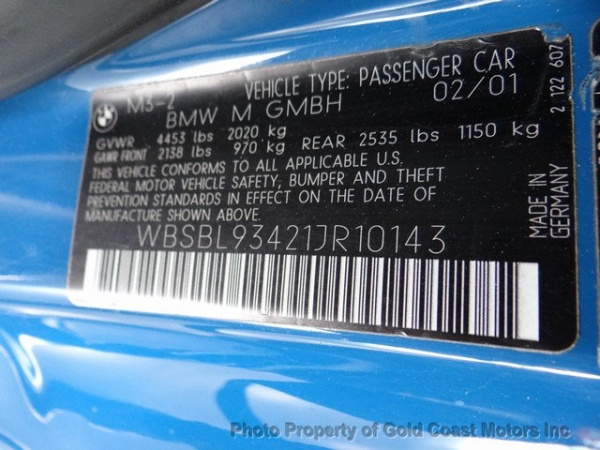 BMW
M3-2 VEHICLE TYPE: PASSENGER CAR
BMW M GMBH 02/01
GVWR 4453 lbs 2020 kg
GAWR FRONT 2138 lbs 970 kg REAR 2535 lbs 1150 kg
THIS VEHICLE CONFORMS TO ALL APPLICABLE U.S.
FEDERAL MOTOR VEHICLE SAFETY, BUMPER AND THEFT
STANDARDS IN EFFECT ON THE DATE OF
MANUFACTURE SHOWN ABOVE.
WBSBL93421JR10143
2 122 607
MADE IN
GERMANY
Photo Property of Gold Coast Motors Inc